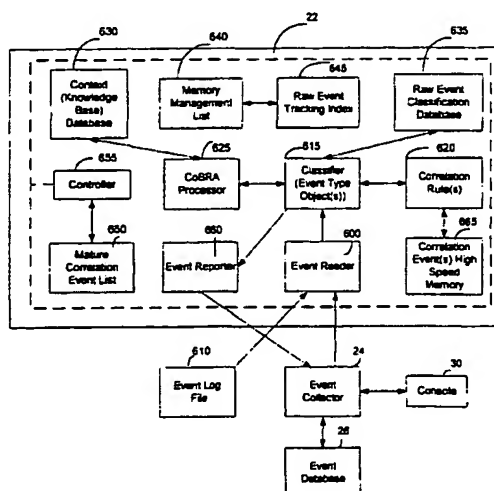 630
22
635
640
645
Context
(Knowledge
Base)
Database
Memory
Management
List
Raw Event
Tracking Index
Raw Event
Classification
Database
655
625
615
620
Controller
CoBRA
Processor
Classifier
(Event Type
Object(s))
Correlation
Rule(s)
650
660
600
665
Mature
Correlation
Event List
Event Reporter
Event Reader
Correlation
Event(s) High
Speed
Memory
610
24
30
Event Log
File
Event
Collector
Console
26
Event
Database